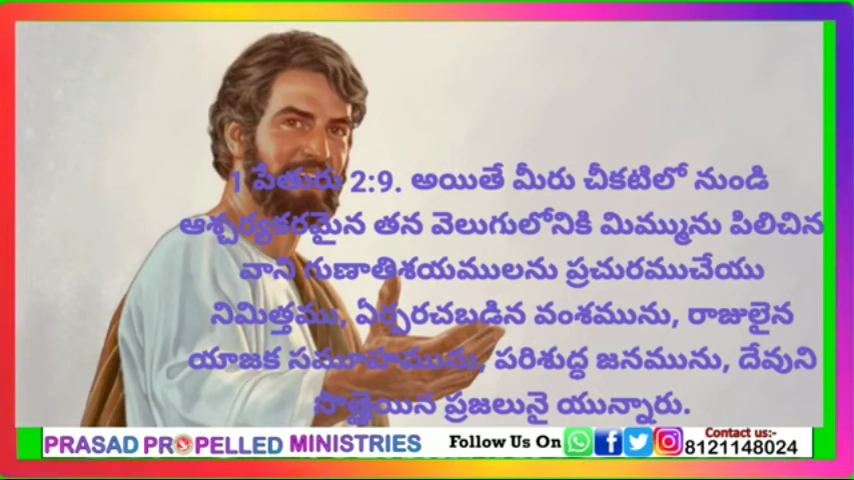 1 పేతురు 2:9. అయితే మీరు చీకటిలో నుండి
ఆశ్చర్యకరమైన తన వెలుగులోనికి మిమ్మును పిలిచిన
వాని గుణాతిశయములను ప్రచురముచేయు
నిమిత్తము, ఏర్పరచబడిన వంశమును, రాజులైన
యాజక సమూహమును, పరిశుద్ధ జనమును, దేవుని
సొత్తైయిన ప్రజలునై యున్నారు.
PRASAD PROPELLED MINISTRIES Follow Us On Contact us:-
8121148024